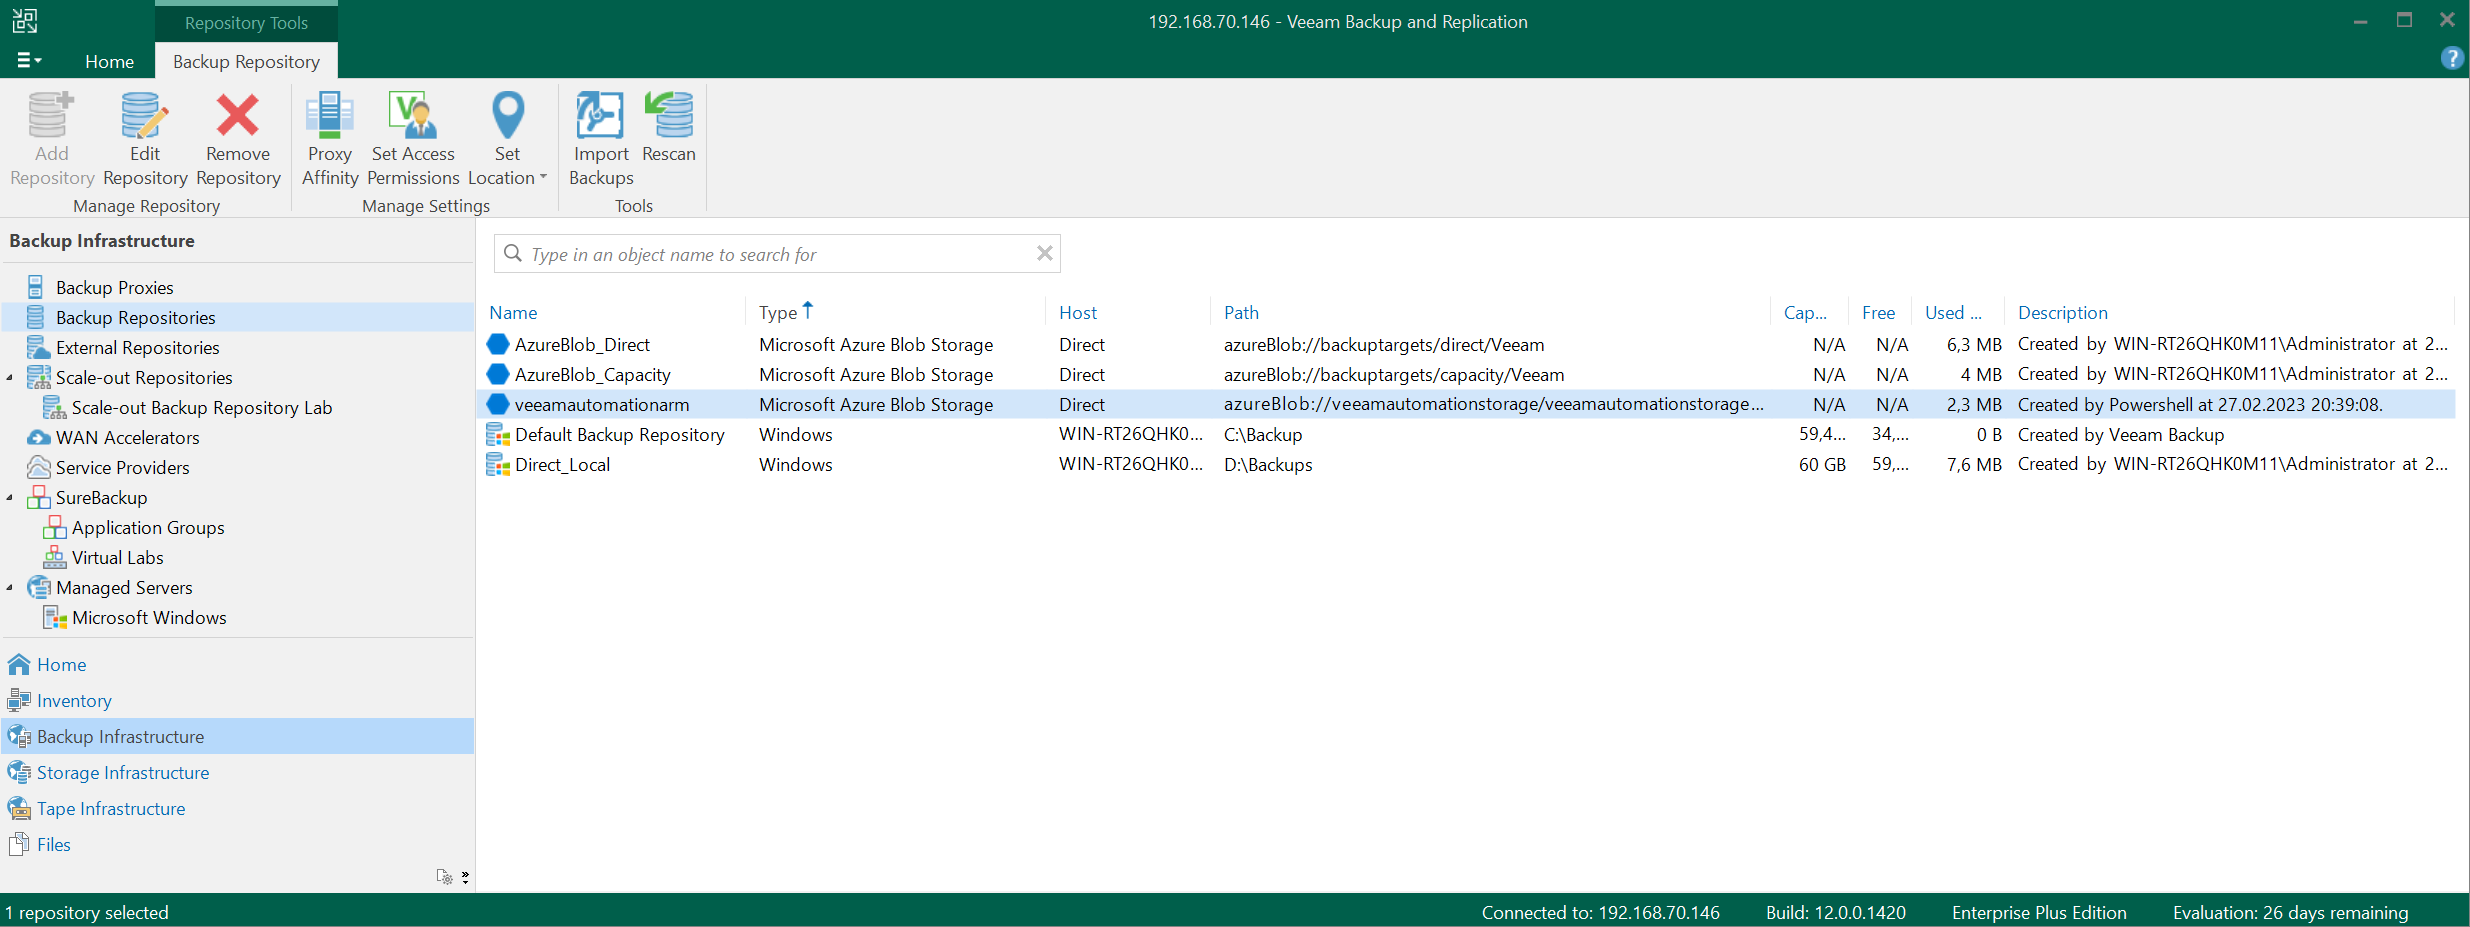 Repository Tools
192.168.70.146 - Veeam Backup and Replication
Home
Backup Repository
Add Repository
Edit Repository
Remove Repository
Manage Repository
Proxy Affinity
Set Access Permissions
Set Location
Manage Settings
Import Backups
Rescan
Tools
Backup Infrastructure
Backup Proxies
Backup Repositories
External Repositories
Scale-out Repositories
Scale-out Backup Repository Lab
WAN Accelerators
Service Providers
SureBackup
Application Groups
Virtual Labs
Managed Servers
Microsoft Windows
Home
Inventory
Backup Infrastructure
Storage Infrastructure
Tape Infrastructure
Files
Type in an object name to search for
Name Type Host Path Cap... Free Used ... Description
AzureBlob_Direct Microsoft Azure Blob Storage Direct azureBlob://backuptargets/direct/Veeam N/A N/A 6,3 MB Created by WIN-RT26QHK0M11\Administrator at 2...
AzureBlob_Capacity Microsoft Azure Blob Storage Direct azureBlob://backuptargets/capacity/Veeam N/A N/A 4 MB Created by WIN-RT26QHK0M11\Administrator at 2...
veeamautomationarm Microsoft Azure Blob Storage Direct azureBlob://veeamautomationstorage/veeamautomationstorage... N/A N/A 2,3 MB Created by Powershell at 27.02.2023 20:39:08.
Default Backup Repository Windows WIN-RT26QHK0... C:\Backup 59,4... 34,... 0 B Created by Veeam Backup
Direct_Local Windows WIN-RT26QHK0... D:\Backups 60 GB 59,... 7,6 MB Created by WIN-RT26QHK0M11\Administrator at 2...
1 repository selected
Connected to: 192.168.70.146
Build: 12.0.0.1420
Enterprise Plus Edition
Evaluation: 26 days remaining